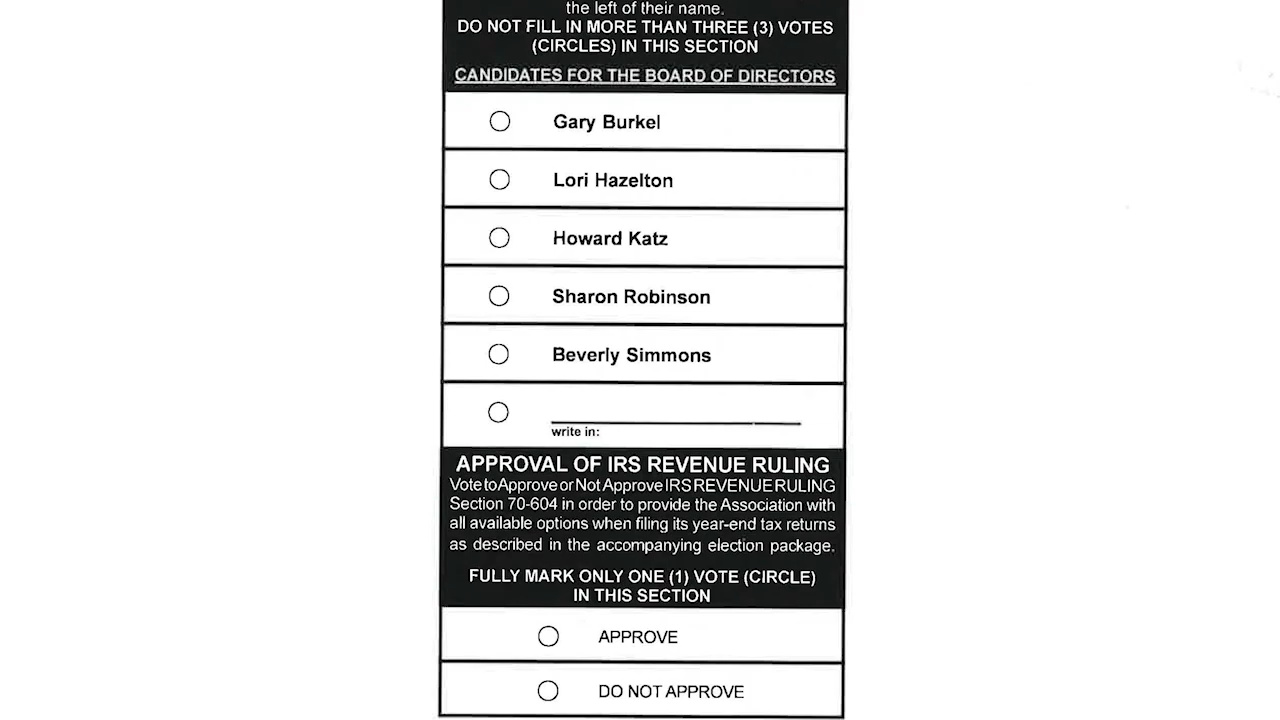 the left of their name.
DO NOT FILL IN MORE THAN THREE (3) VOTES
(CIRCLES) IN THIS SECTION
CANDIDATES FOR THE BOARD OF DIRECTORS
Gary Burkel
Lori Hazelton
Howard Katz
Sharon Robinson
Beverly Simmons
write in:
APPROVAL OF IRS REVENUE RULING
Vote to Approve or Not Approve IRS REVENUE RULING
Section 70-604 in order to provide the Association with
all available options when filing its year-end tax returns
as described in the accompanying election package.
FULLY MARK ONLY ONE (1) VOTE (CIRCLE)
IN THIS SECTION
APPROVE
DO NOT APPROVE